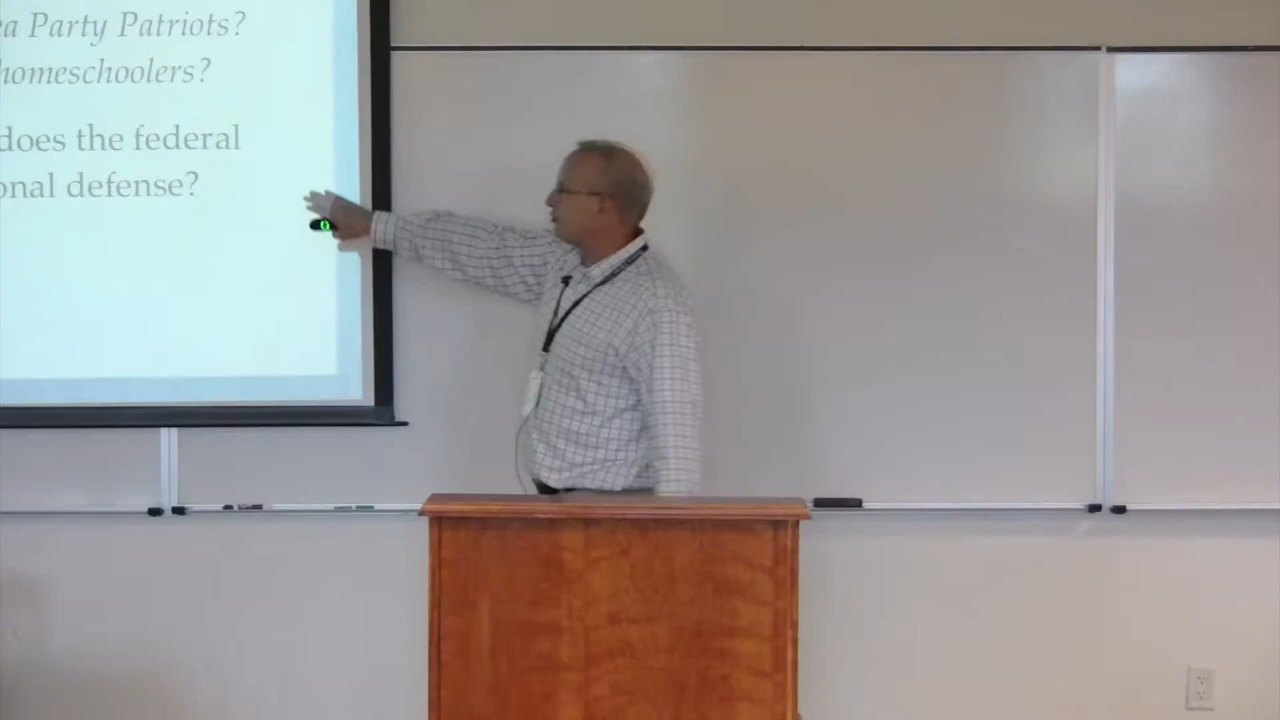 a Party Patriots?
homeschoolers?
does the federal
onal defense?